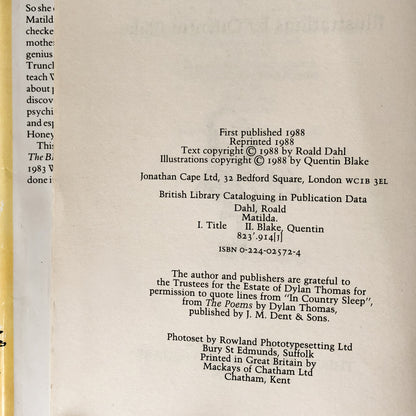 So she
Matild
checke
mothe
genius
Trunch
teach
about p
discov
psychi
and esp
Honey
This
The B
1983 W
done i
First published 1988
Reprinted 1988
Text copyright © 1988 by Roald Dahl
Illustrations copyright © 1988 by Quentin Blake
Jonathan Cape Ltd, 32 Bedford Square, London WC1B 3EL
British Library Cataloguing in Publication Data
Dahl, Roald
Matilda.
I. Title II. Blake, Quentin
823'.914[J]
ISBN 0-224-02572-4
The author and publishers are grateful to
the Trustees for the Estate of Dylan Thomas for
permission to quote lines from "In Country Sleep",
from The Poems by Dylan Thomas,
published by J. M. Dent & Sons.
Photoset by Rowland Phototypesetting Ltd
Bury St Edmunds, Suffolk
Printed in Great Britain by
Mackays of Chatham Ltd
Chatham, Kent